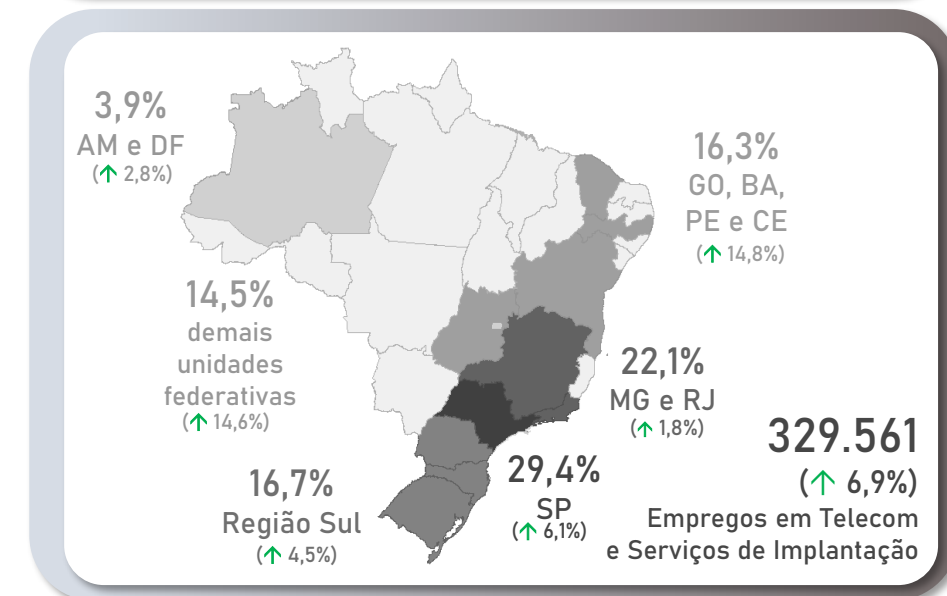 3,9%
AM e DF
(↑ 2,8%)
16,3%
GO, BA,
PE e CE
(↑ 14,8%)
14,5%
demais
unidades
federativas
(↑ 14,6%)
22,1%
MG e RJ
(↑ 1,8%)
16,7%
Região Sul
(↑ 4,5%)
29,4%
SP
(↑ 6,1%)
329.561
(↑ 6,9%)
Empregos em Telecom
e Serviços de Implantação